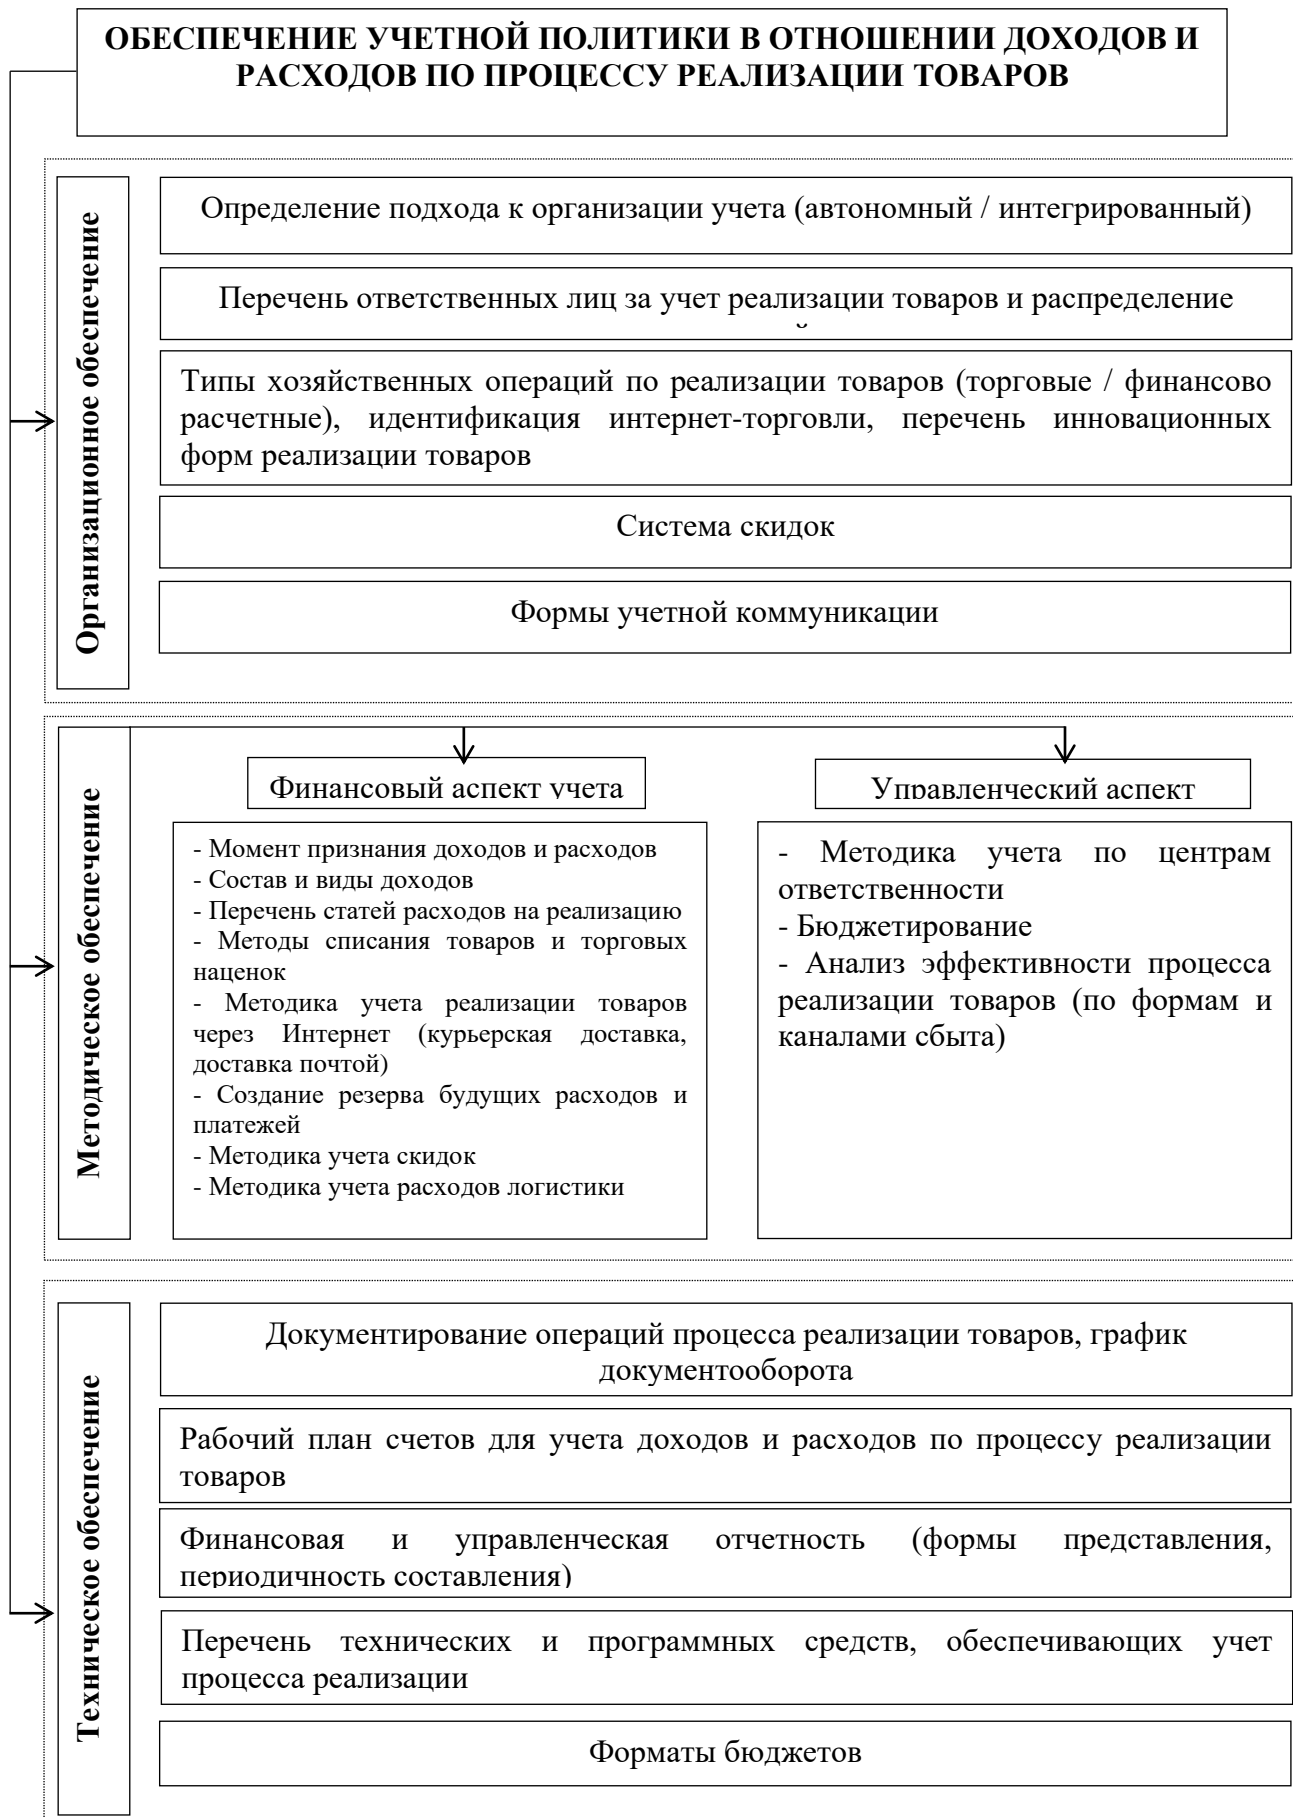 ОБЕСПЕЧЕНИЕ УЧЕТНОЙ ПОЛИТИКИ В ОТНОШЕНИИ ДОХОДОВ И
РАСХОДОВ ПО ПРОЦЕССУ РЕАЛИЗАЦИИ ТОВАРОВ
Организационное обеспечение
Определение подхода к организации учета (автономный / интегрированный)
Перечень ответственных лиц за учет реализации товаров и распределение
Типы хозяйственных операций по реализации товаров (торговые / финансово
расчетные), идентификация интернет-торговли, перечень инновационных
форм реализации товаров
Система скидок
Формы учетной коммуникации
Методическое обеспечение
Финансовый аспект учета
- Момент признания доходов и расходов
- Состав и виды доходов
- Перечень статей расходов на реализацию
- Методы списания товаров и торговых
наценок
- Методика учета реализации товаров
через Интернет (курьерская доставка,
доставка почтой)
- Создание резерва будущих расходов и
платежей
- Методика учета скидок
- Методика учета расходов логистики
Управленческий аспект
- Методика учета по центрам
ответственности
- Бюджетирование
- Анализ эффективности процесса
реализации товаров (по формам и
каналами сбыта)
Техническое обеспечение
Документирование операций процесса реализации товаров, график
документооборота
Рабочий план счетов для учета доходов и расходов по процессу реализации
товаров
Финансовая и управленческая отчетность (формы представления,
периодичность составления)
Перечень технических и программных средств, обеспечивающих учет
процесса реализации
Форматы бюджетов